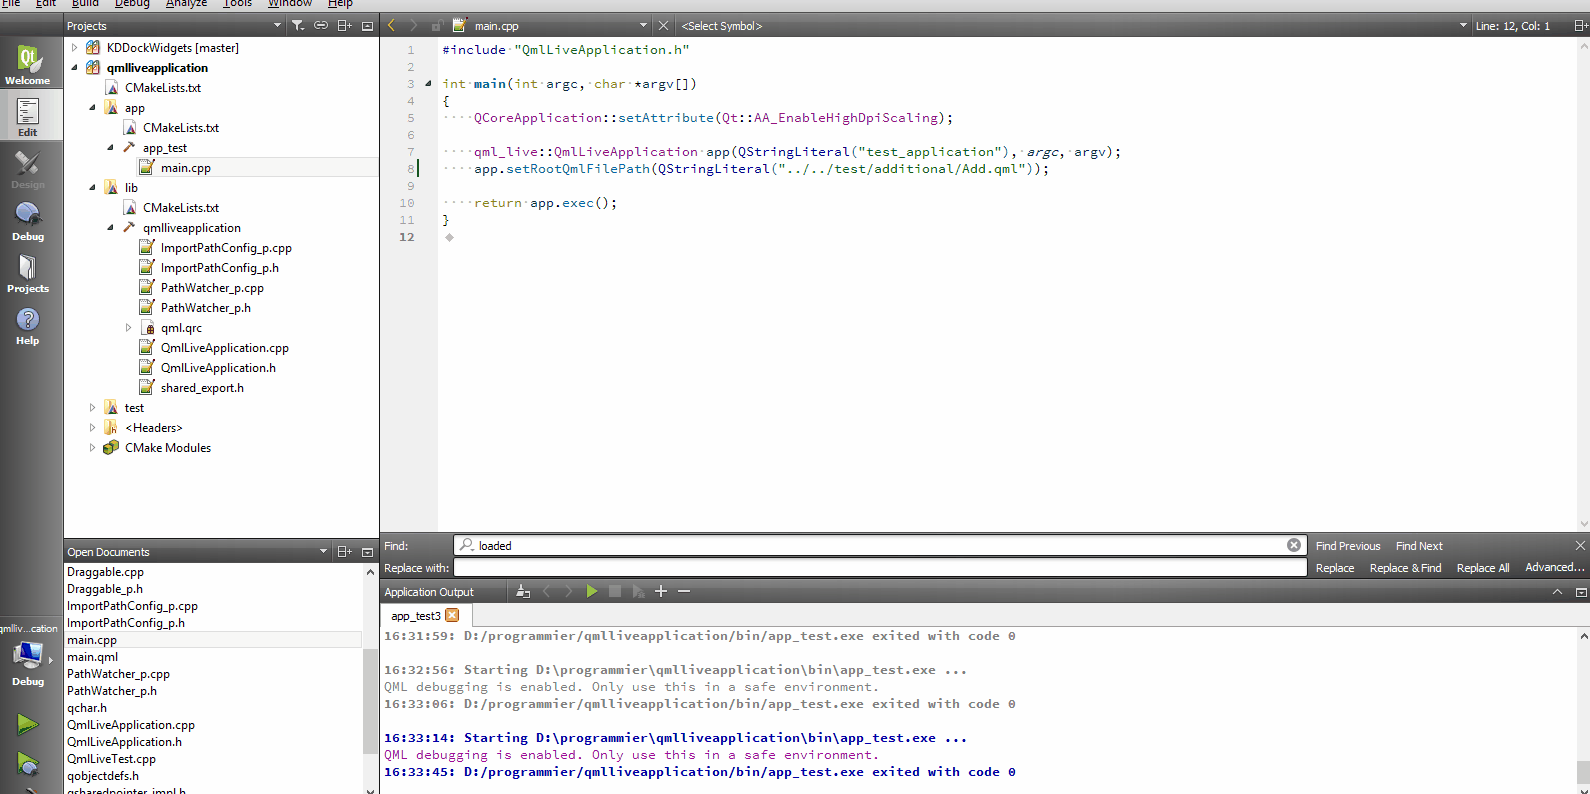 File Edit Build Debug Analyze Tools Window Help
Projects
main.cpp
<Select Symbol>
Line: 12, Col: 1
Welcome
Edit
Design
Debug
Projects
Help
KDDockWidgets [master]
qmlliveapplication
CMakeLists.txt
app
CMakeLists.txt
app_test
main.cpp
lib
CMakeLists.txt
qmlliveapplication
ImportPathConfig_p.cpp
ImportPathConfig_p.h
PathWatcher_p.cpp
PathWatcher_p.h
qml.qrc
QmlLiveApplication.cpp
QmlLiveApplication.h
shared_export.h
test
<Headers>
CMake Modules
1 #include "QmlLiveApplication.h"
2
3 int main(int argc, char *argv[])
4 {
5 QCoreApplication::setAttribute(Qt::AA_EnableHighDpiScaling);
6
7 qml_live::QmlLiveApplication app(QStringLiteral("test_application"), argc, argv);
8 app.setRootQmlFilePath(QStringLiteral("../../test/additional/Add.qml"));
9
10 return app.exec();
11 }
12
Open Documents
Draggable.cpp
Draggable_p.h
ImportPathConfig_p.cpp
ImportPathConfig_p.h
main.cpp
main.qml
PathWatcher_p.cpp
PathWatcher_p.h
qchar.h
QmlLiveApplication.cpp
QmlLiveApplication.h
QmlLiveTest.cpp
qobjectdefs.h
qsharedpointer_impl.h
qmlliv...cation
Debug
Find: loaded Find Previous Find Next
Replace with: Replace Replace & Find Replace All Advanced...
Application Output
app_test3
16:31:59: D:/programmier/qmlliveapplication/bin/app_test.exe exited with code 0
16:32:56: Starting D:\programmier\qmlliveapplication\bin\app_test.exe ...
QML debugging is enabled. Only use this in a safe environment.
16:33:06: D:/programmier/qmlliveapplication/bin/app_test.exe exited with code 0
16:33:14: Starting D:\programmier\qmlliveapplication\bin\app_test.exe ...
QML debugging is enabled. Only use this in a safe environment.
16:33:45: D:/programmier/qmlliveapplication/bin/app_test.exe exited with code 0